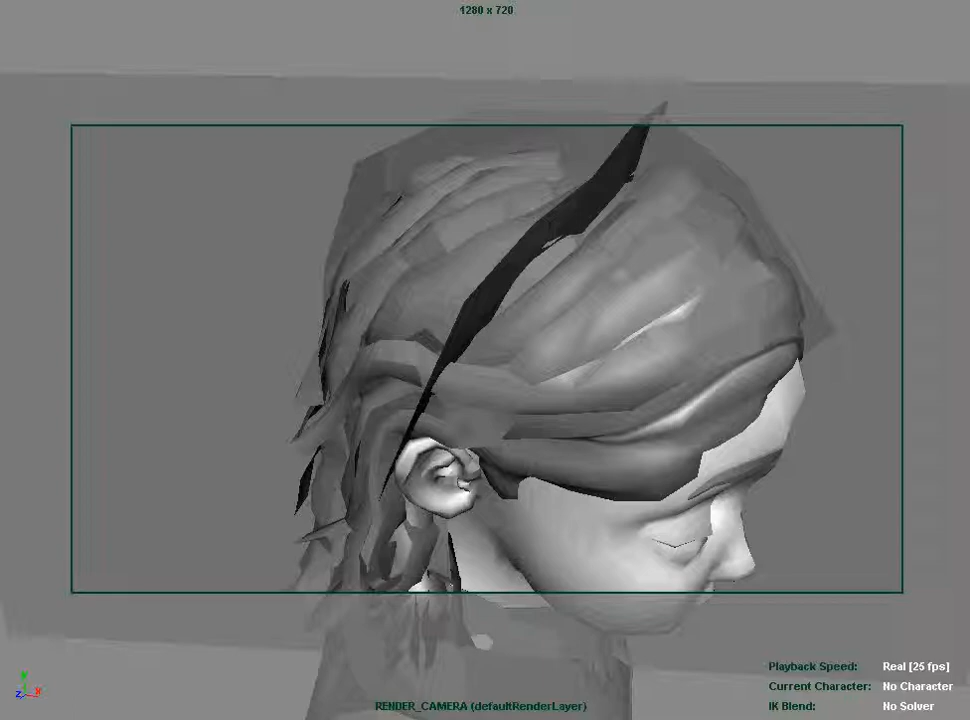 1280 x 720
Playback Speed: Real [25 fps]
Current Character: No Character
IK Blend: No Solver
RENDER_CAMERA (defaultRenderLayer)
Y
Z X